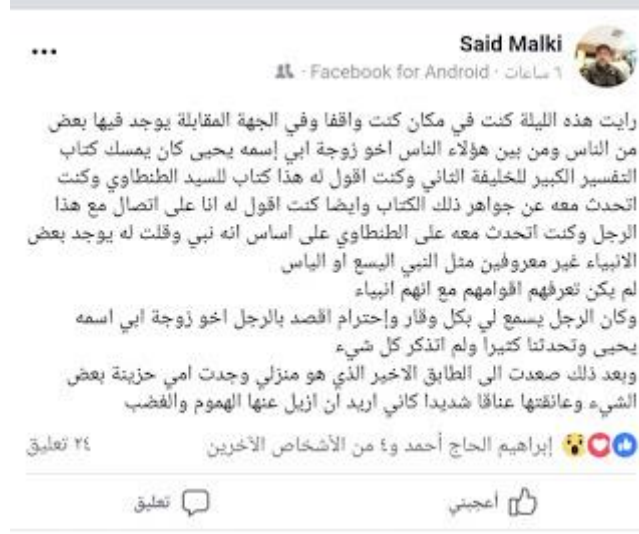 Said Malki
٦ ساعات · Facebook for Android ·
رايت هذه الليلة كنت في مكان كنت واقفا وفي الجهة المقابلة يوجد فيها بعض
من الناس ومن بين هؤلاء الناس اخو زوجة ابي إسمه يحيى كان يمسك كتاب
التفسير الكبير للخليفة الثاني وكنت اقول له هذا كتاب للسيد الطنطاوي وكنت
اتحدث معه عن جواهر ذلك الكتاب وايضا كنت اقول له انا على اتصال مع هذا
الرجل وكنت اتحدث معه على الطنطاوي على اساس انه نبي وقلت له يوجد بعض
الانبياء غير معروفين مثل النبي اليسع او الياس
لم يكن تعرفهم اقوامهم مع انهم انبياء
وكان الرجل يسمع لي بكل وقار وإحترام اقصد بالرجل اخو زوجة ابي اسمه
يحيى وتحدثنا كثيرا ولم اتذكر كل شيء
وبعد ذلك صعدت الى الطابق الاخير الذي هو منزلي وجدت امي حزينة بعض
الشيء وعانقتها عناقا شديدا كاني اريد ان ازيل عنها الهموم والغضب
إبراهيم الحاج أحمد و٤ من الأشخاص الآخرين
٢٤ تعليق
أعجبني
تعليق